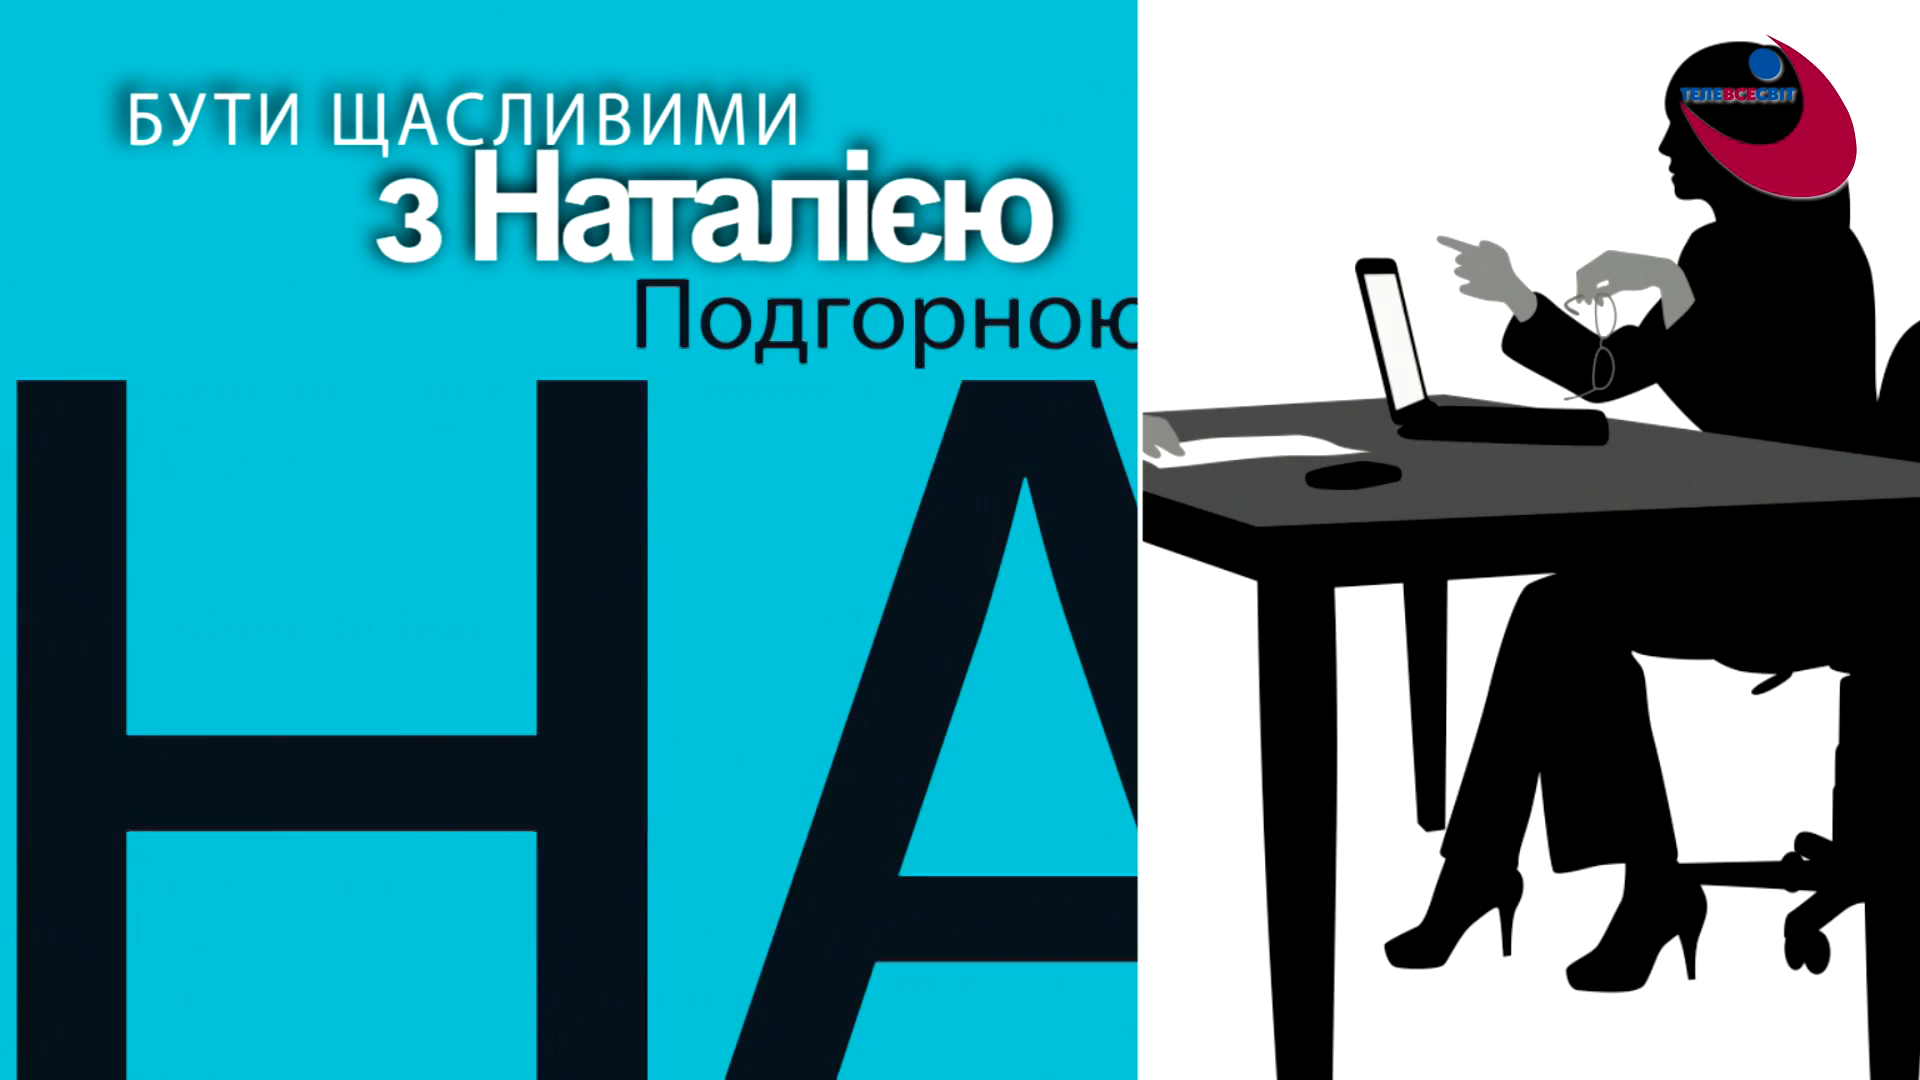 БУТИ ЩАСЛИВИМИ
з Наталією
Подгорною
НА
ТЕЛЕВСЕСВІТ